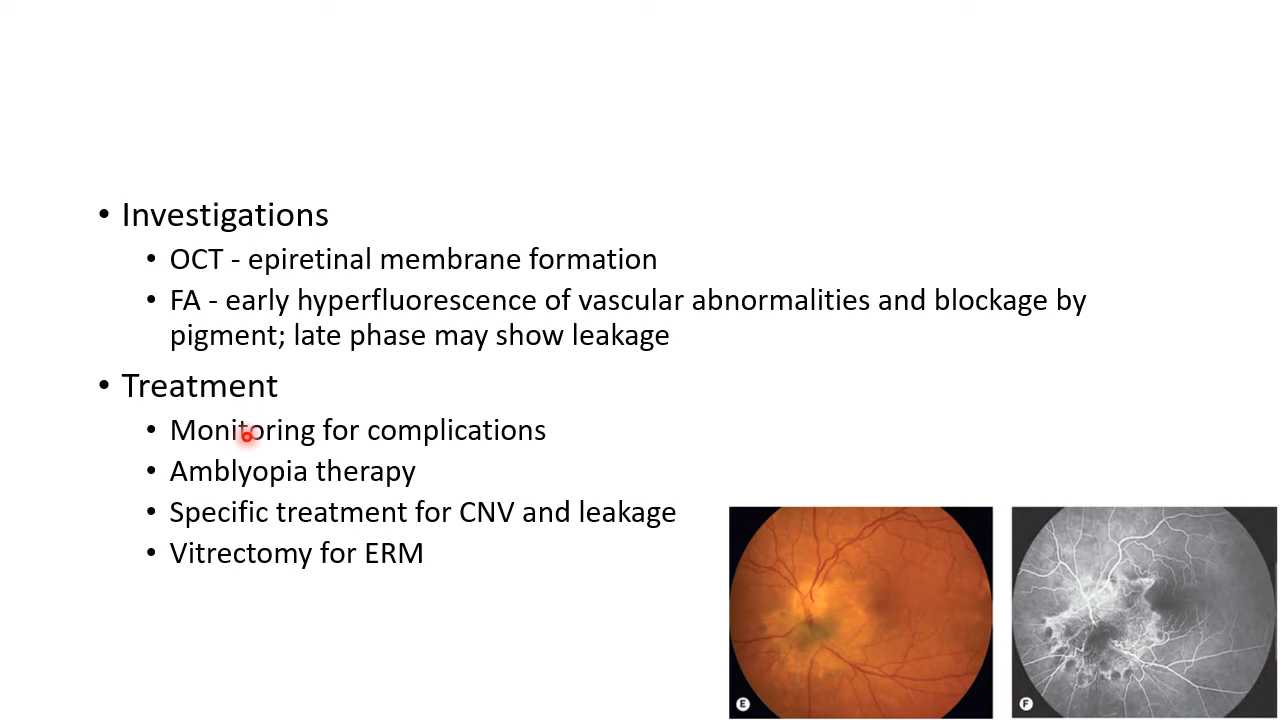 • Investigations
• OCT - epiretinal membrane formation
• FA - early hyperfluorescence of vascular abnormalities and blockage by
pigment; late phase may show leakage
• Treatment
• Monitoring for complications
• Amblyopia therapy
• Specific treatment for CNV and leakage
• Vitrectomy for ERM
E
F